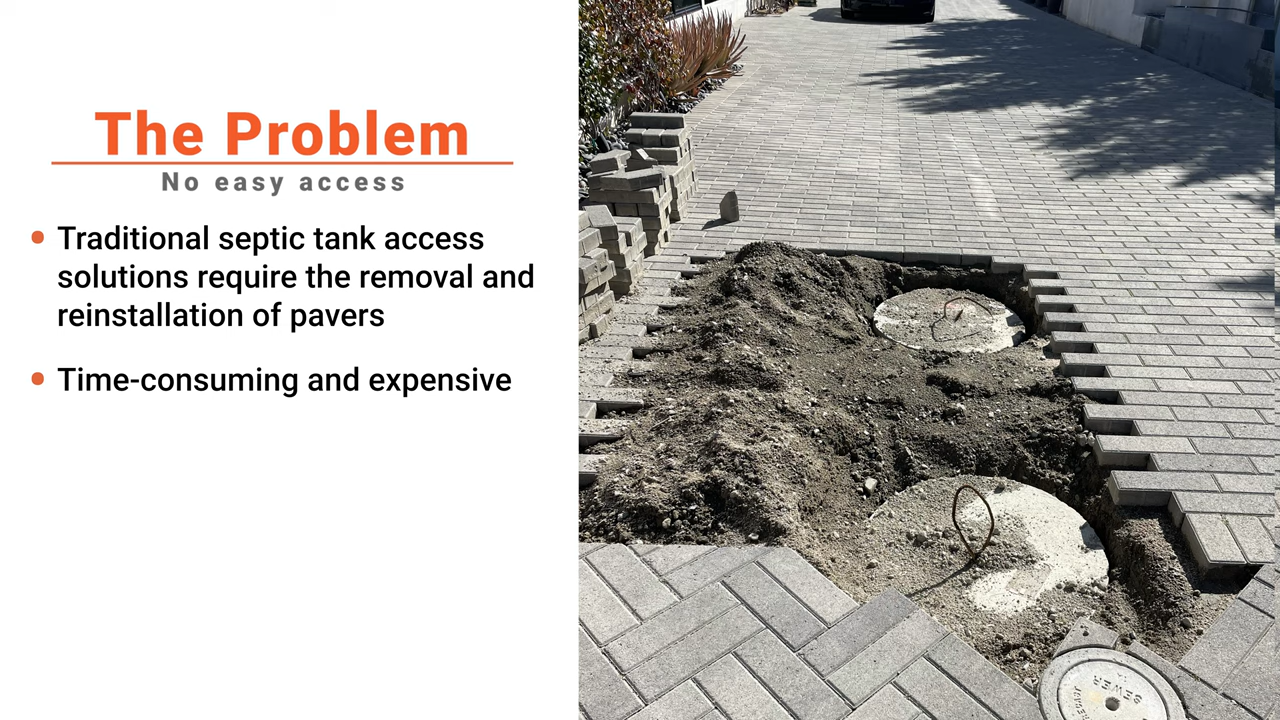 The Problem
No easy access
• Traditional septic tank access
solutions require the removal and
reinstallation of pavers
• Time-consuming and expensive
SEWER